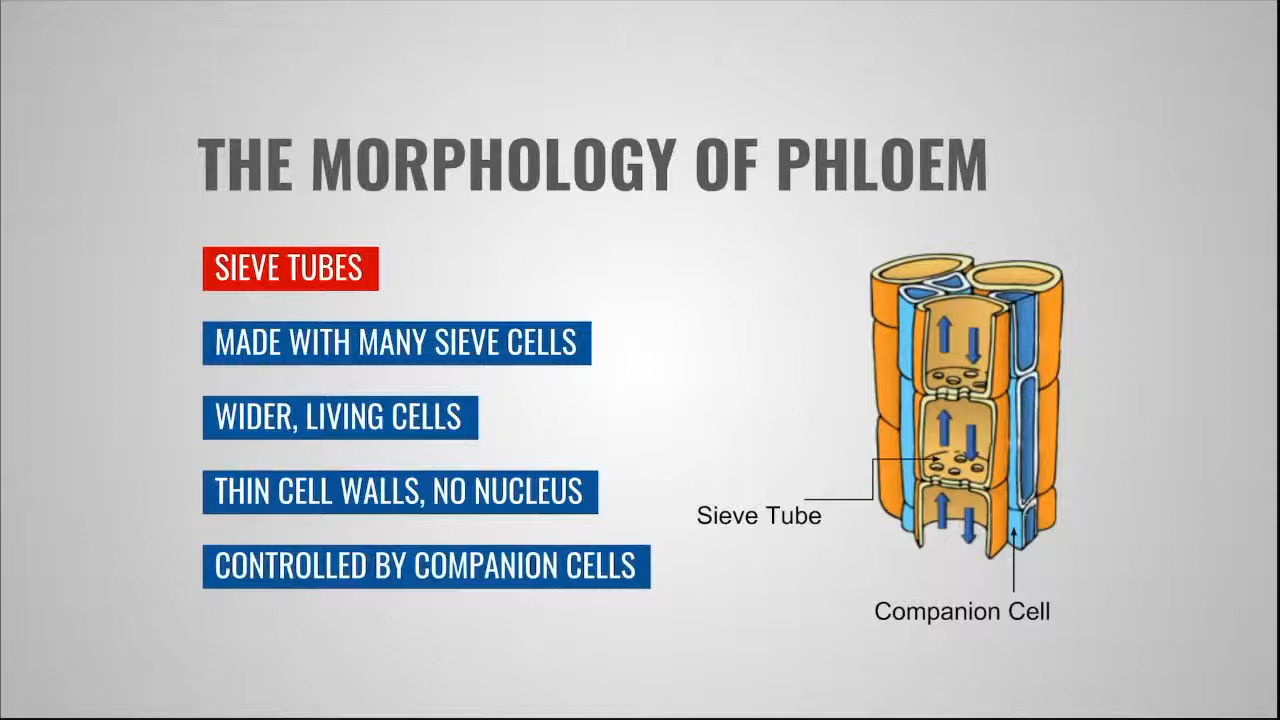 THE MORPHOLOGY OF PHLOEM
SIEVE TUBES
MADE WITH MANY SIEVE CELLS
WIDER, LIVING CELLS
THIN CELL WALLS, NO NUCLEUS
CONTROLLED BY COMPANION CELLS
Sieve Tube
Companion Cell